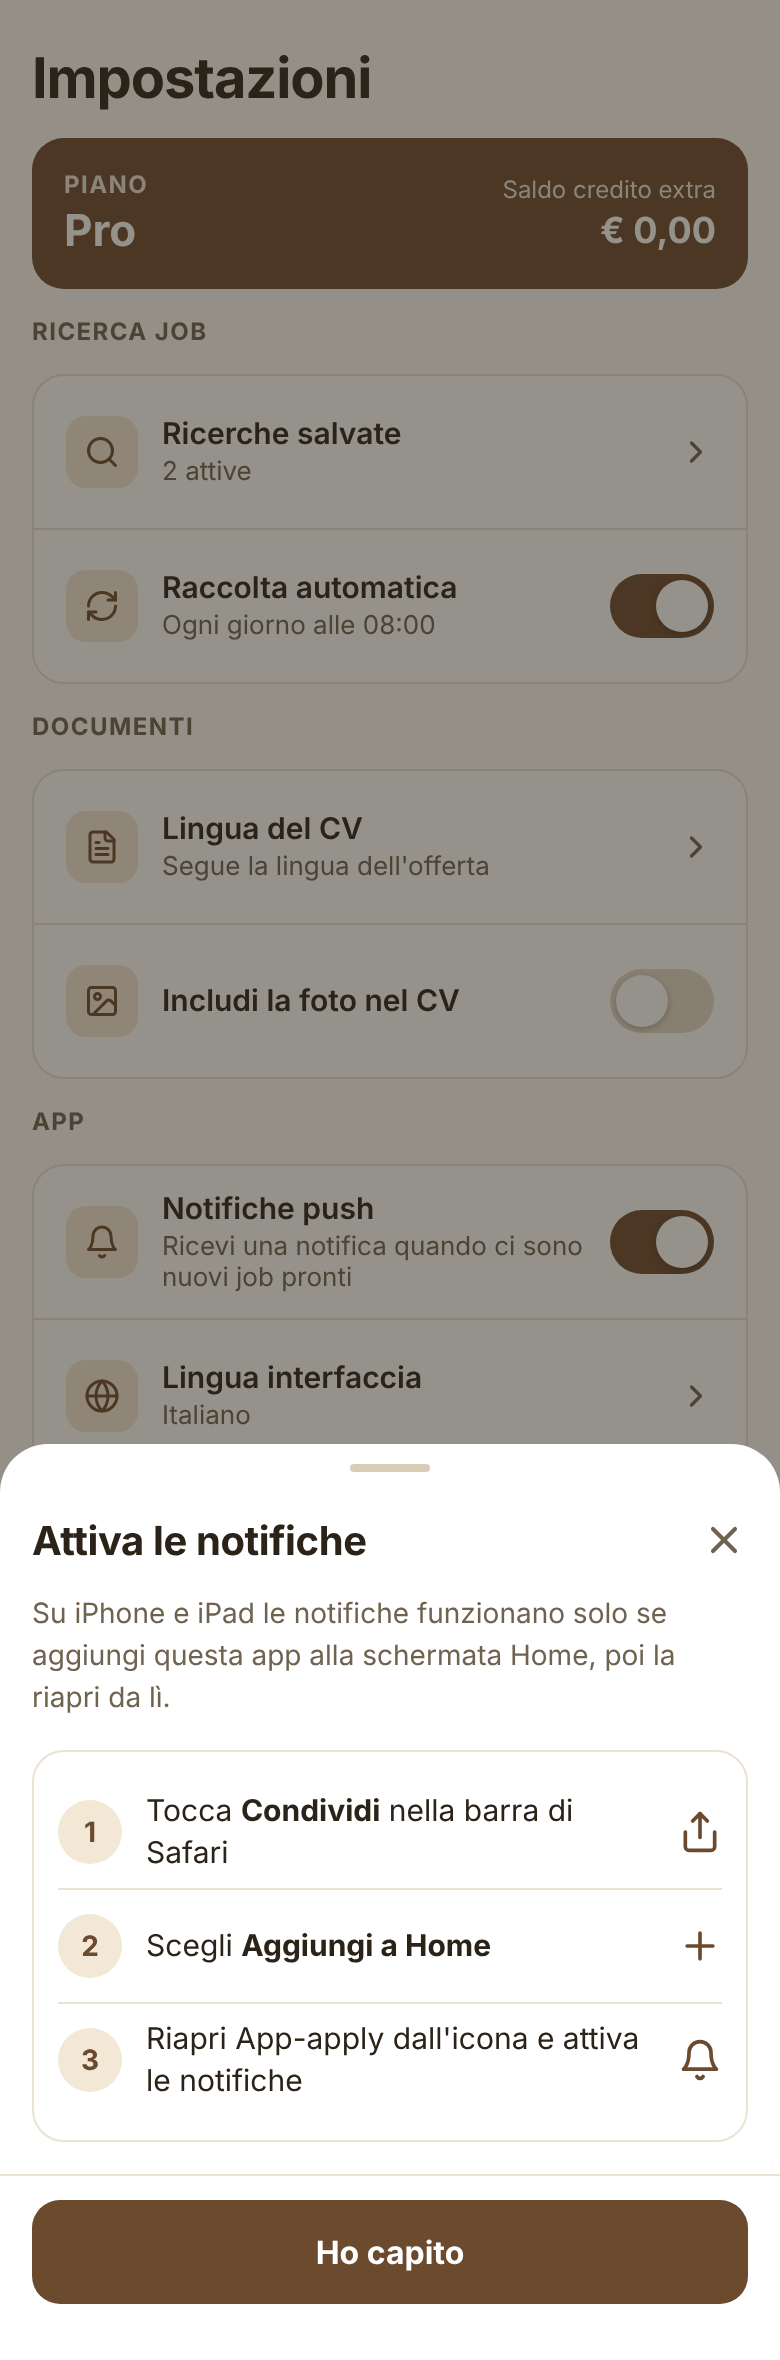 Impostazioni
PIANO
Pro
Saldo credito extra
€ 0,00
RICERCA JOB
Ricerche salvate
2 attive
Raccolta automatica
Ogni giorno alle 08:00
DOCUMENTI
Lingua del CV
Segue la lingua dell'offerta
Includi la foto nel CV
APP
Notifiche push
Ricevi una notifica quando ci sono
nuovi job pronti
Lingua interfaccia
Italiano
Attiva le notifiche
Su iPhone e iPad le notifiche funzionano solo se
aggiungi questa app alla schermata Home, poi la
riapri da lì.
1
Tocca Condividi nella barra di
Safari
2
Scegli Aggiungi a Home
3
Riapri App-apply dall'icona e attiva
le notifiche
Ho capito